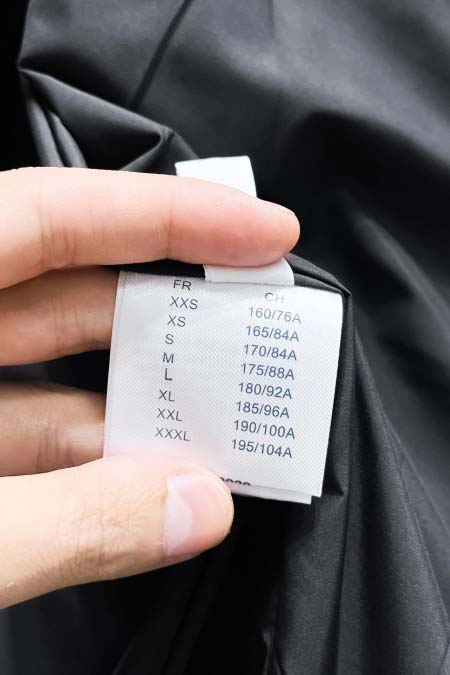 FR CH
XXS 160/76A
XS 165/84A
S 170/84A
M 175/88A
L 180/92A
XL 185/96A
XXL 190/100A
XXXL 195/104A